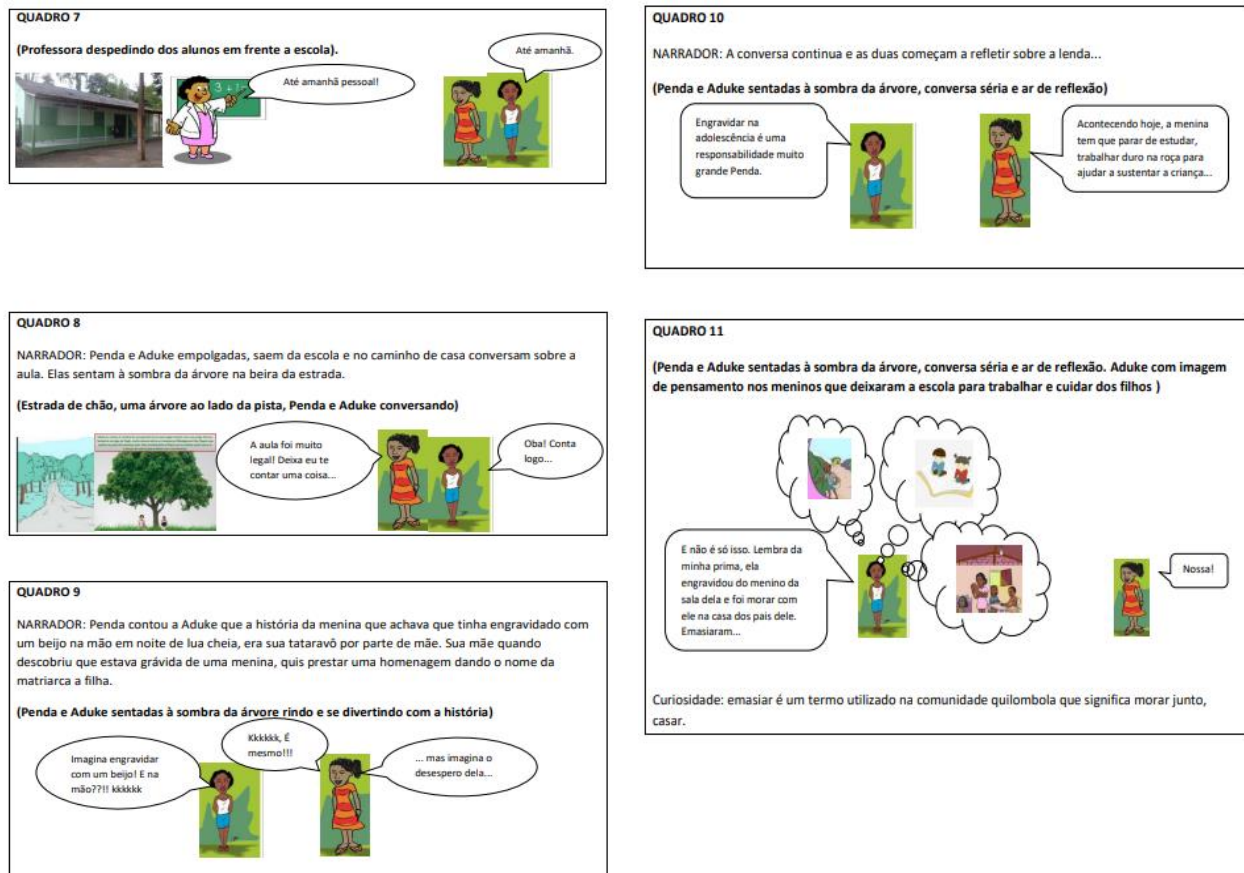 QUADRO 7
(Professora despedindo dos alunos em frente a escola).
Até amanhã pessoal!
Até amanhã.
QUADRO 8
NARRADOR: Penda e Aduke empolgadas, saem da escola e no caminho de casa conversam sobre a
aula. Elas sentam à sombra da árvore na beira da estrada.
(Estrada de chão, uma árvore ao lado da pista, Penda e Aduke conversando)
A aula foi muito
legal! Deixa eu te
contar uma coisa...
Oba! Conta
logo...
QUADRO 9
NARRADOR: Penda contou a Aduke que a história da menina que achava que tinha engravidado com
um beijo na mão em noite de lua cheia, era sua tataravô por parte de mãe. Sua mãe quando
descobriu que estava grávida de uma menina, quis prestar uma homenagem dando o nome da
matriarca a filha.
(Penda e Aduke sentadas à sombra da árvore rindo e se divertindo com a história)
Imagina engravidar
com um beijo! E na
mão??!! kkkkkk
Kkkkkk, É
mesmo!!!
... mas imagina o
desespero dela...
QUADRO 10
NARRADOR: A conversa continua e as duas começam a refletir sobre a lenda...
(Penda e Aduke sentadas à sombra da árvore, conversa séria e ar de reflexão)
Engravidar na
adolescência é uma
responsabilidade muito
grande Penda.
Acontecendo hoje, a menina
tem que parar de estudar,
trabalhar duro na roça para
ajudar a sustentar a criança...
QUADRO 11
(Penda e Aduke sentadas à sombra da árvore, conversa séria e ar de reflexão. Aduke com imagem
de pensamento nos meninos que deixaram a escola para trabalhar e cuidar dos filhos )
E não é só isso. Lembra da
minha prima, ela
engravidou do menino da
sala dela e foi morar com
ele na casa dos pais dele.
Emasiaram...
Nossa!
Curiosidade: emasiar é um termo utilizado na comunidade quilombola que significa morar junto,
casar.